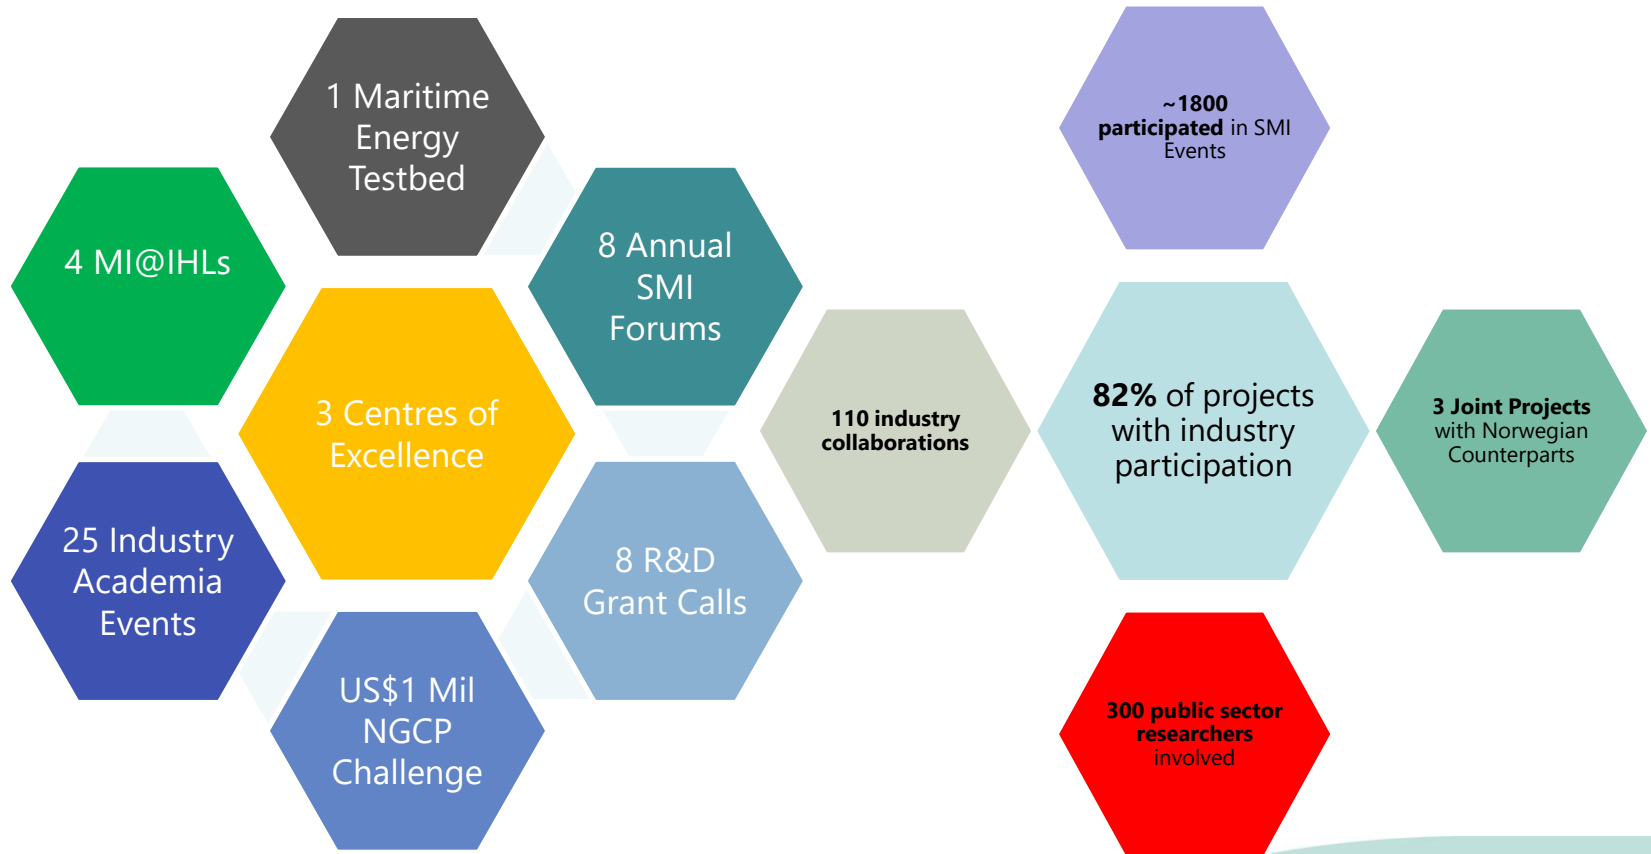 1 Maritime
Energy
Testbed
4 MI@IHLs
8 Annual
SMI
Forums
3 Centres of
Excellence
25 Industry
Academia
Events
8 R&D
Grant Calls
US$1 Mil
NGCP
Challenge
~1800
participated in SMI
Events
110 industry
collaborations
82% of projects
with industry
participation
3 Joint Projects
with Norwegian
Counterparts
300 public sector
researchers
involved